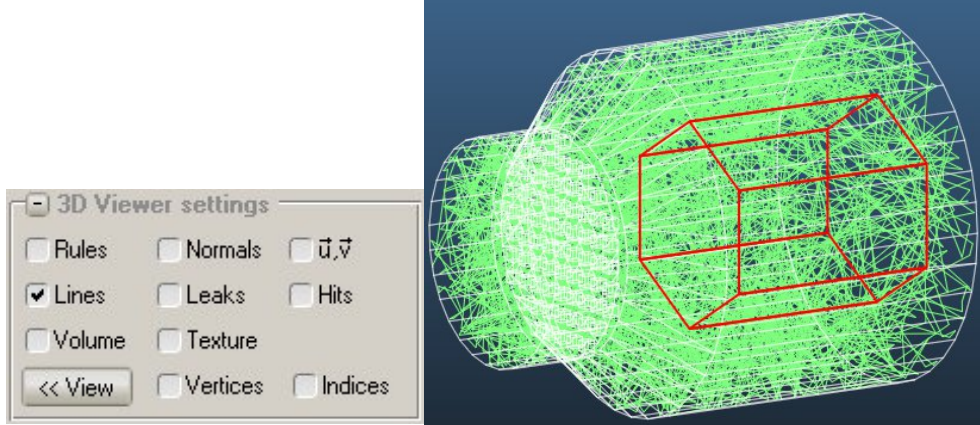 3D Viewer settings
Rules Normals u⃗,v⃗
Lines Leaks Hits
Volume Texture
<< View Vertices Indices